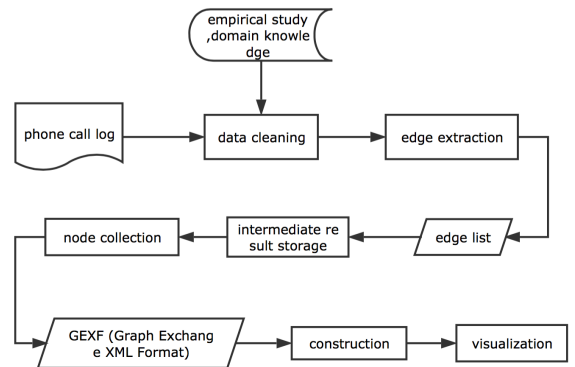 empirical study
,domain knowle
dge
phone call log
data cleaning
edge extraction
node collection
intermediate re
sult storage
edge list
GEXF (Graph Exchang
e XML Format)
construction
visualization